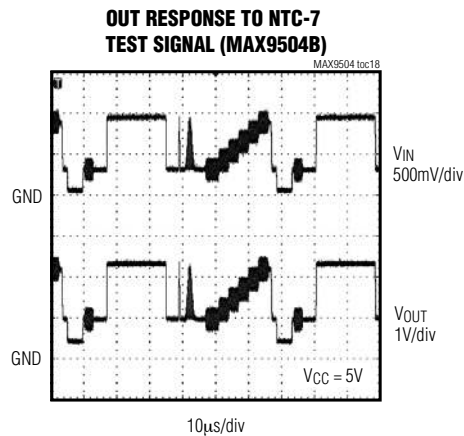 OUT RESPONSE TO NTC-7
TEST SIGNAL (MAX9504B)
MAX9504 toc18
VIN
500mV/div
GND
VOUT
1V/div
GND
VCC = 5V
10μs/div